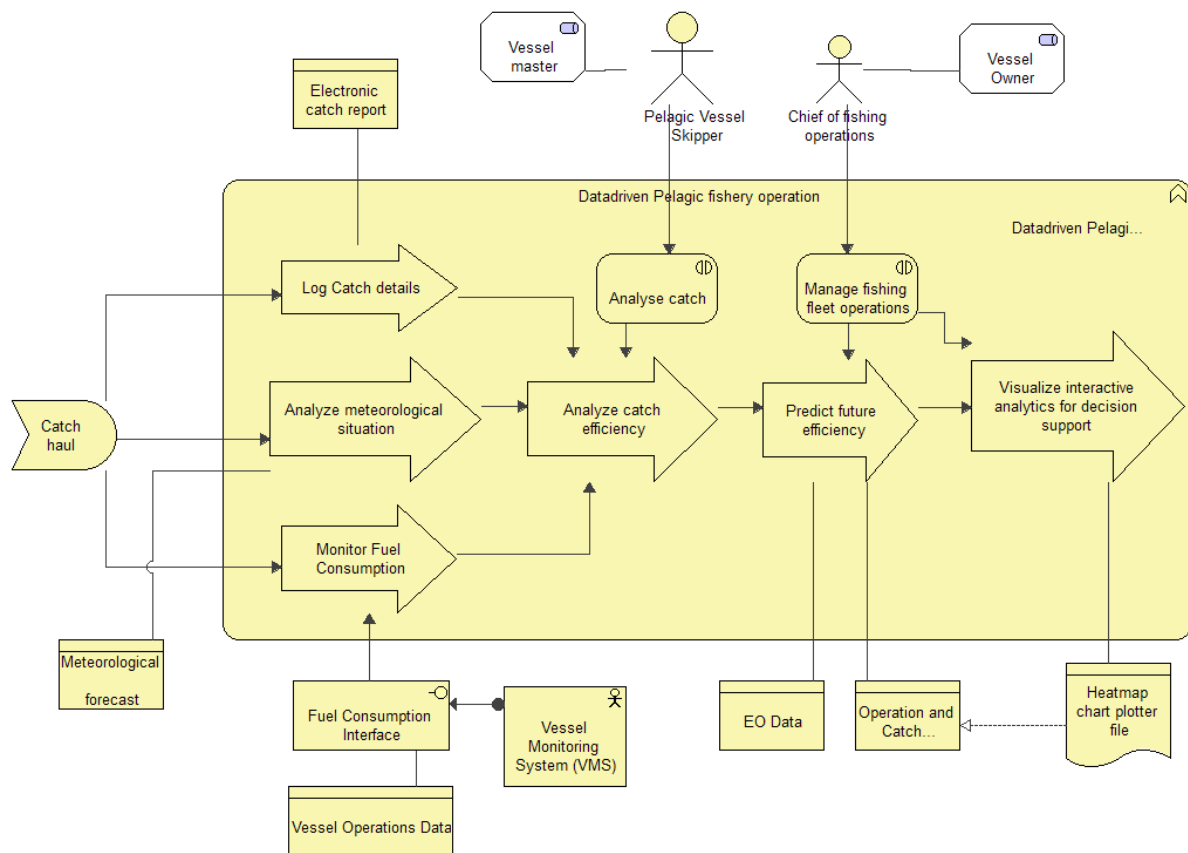 Vessel
master
Vessel
Owner
Electronic
catch report
Pelagic Vessel
Skipper
Chief of fishing
operations
Datadriven Pelagic fishery operation
Datadriven Pelagi...
Log Catch details
Analyse catch
Manage fishing
fleet operations
Catch
haul
Analyze meteorological
situation
Analyze catch
efficiency
Predict future
efficiency
Visualize interactive
analytics for decision
support
Monitor Fuel
Consumption
Meteorological
forecast
Fuel Consumption
Interface
Vessel
Monitoring
System (VMS)
EO Data
Operation and
Catch...
Heatmap
chart plotter
file
Vessel Operations Data